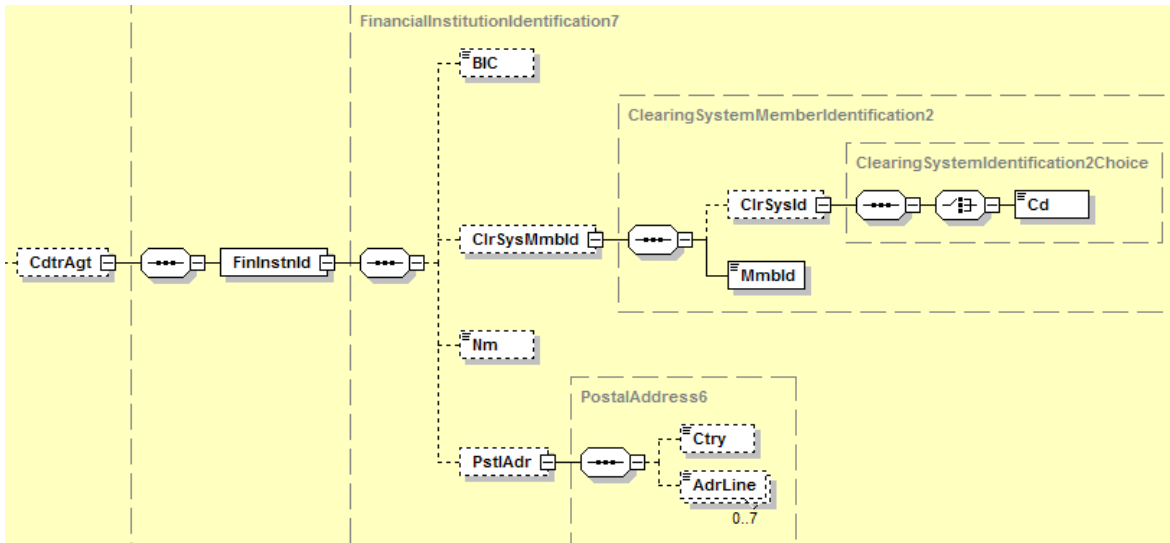 FinancialInstitutionIdentification7
BIC
ClearingSystemMemberIdentification2
ClearingSystemIdentification2Choice
ClrSysId
Cd
CdtrAgt
FinInstnId
ClrSysMmbId
MmbId
Nm
PostalAddress6
Ctry
PstlAdr
AdrLine
0..7